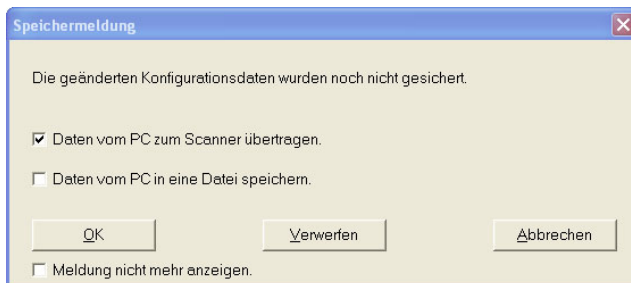 Speichermeldung
Die geänderten Konfigurationsdaten wurden noch nicht gesichert.
Daten vom PC zum Scanner übertragen.
Daten vom PC in eine Datei speichern.
OK Verwerfen Abbrechen
Meldung nicht mehr anzeigen.